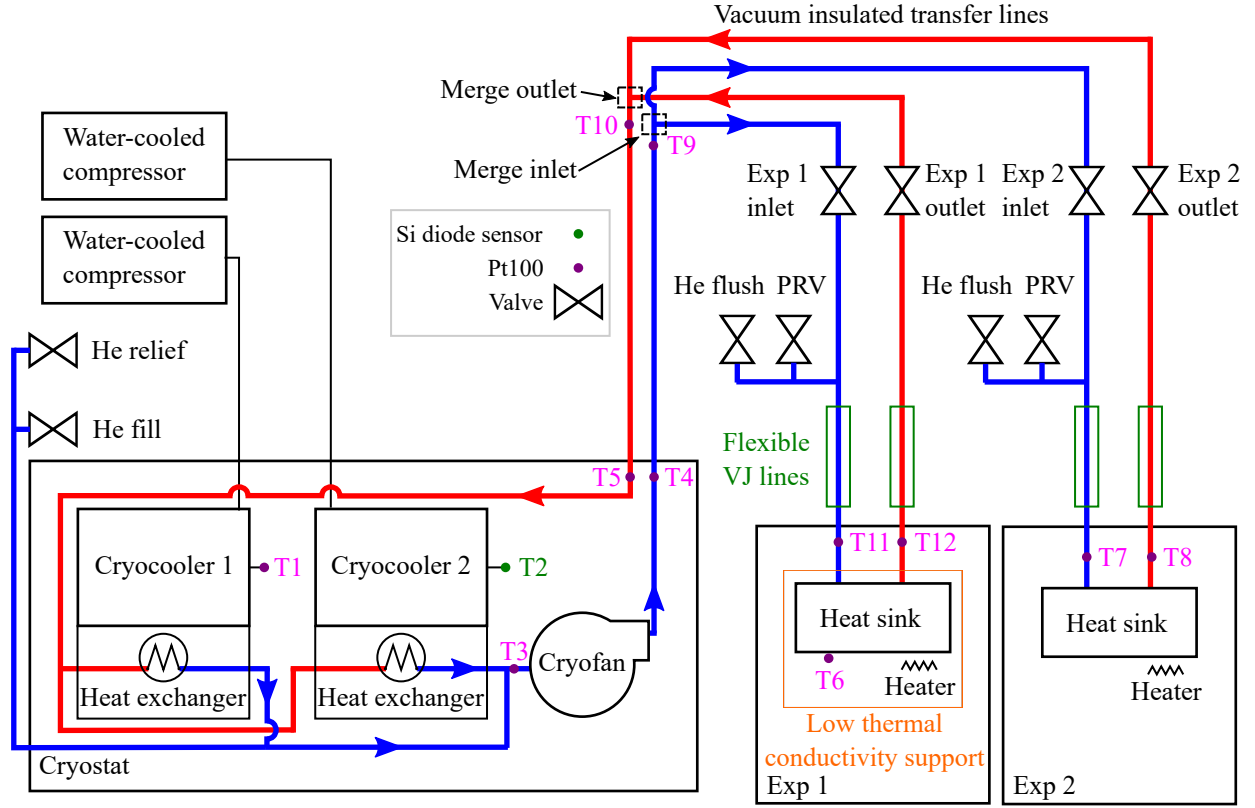 Vacuum insulated transfer lines
Merge outlet
T10
T9
Merge inlet
Water-cooled
compressor
Water-cooled
compressor
Si diode sensor
Pt100
Valve
Exp 1
inlet
Exp 1
outlet
Exp 2
inlet
Exp 2
outlet
He flush
PRV
He flush
PRV
He relief
He fill
Flexible
VJ lines
T5
T4
Cryocooler 1
T1
Cryocooler 2
T2
Heat exchanger
Heat exchanger
T3
Cryofan
Cryostat
T11
T12
Heat sink
T6
Heater
Low thermal
conductivity support
Exp 1
T7
T8
Heat sink
Heater
Exp 2